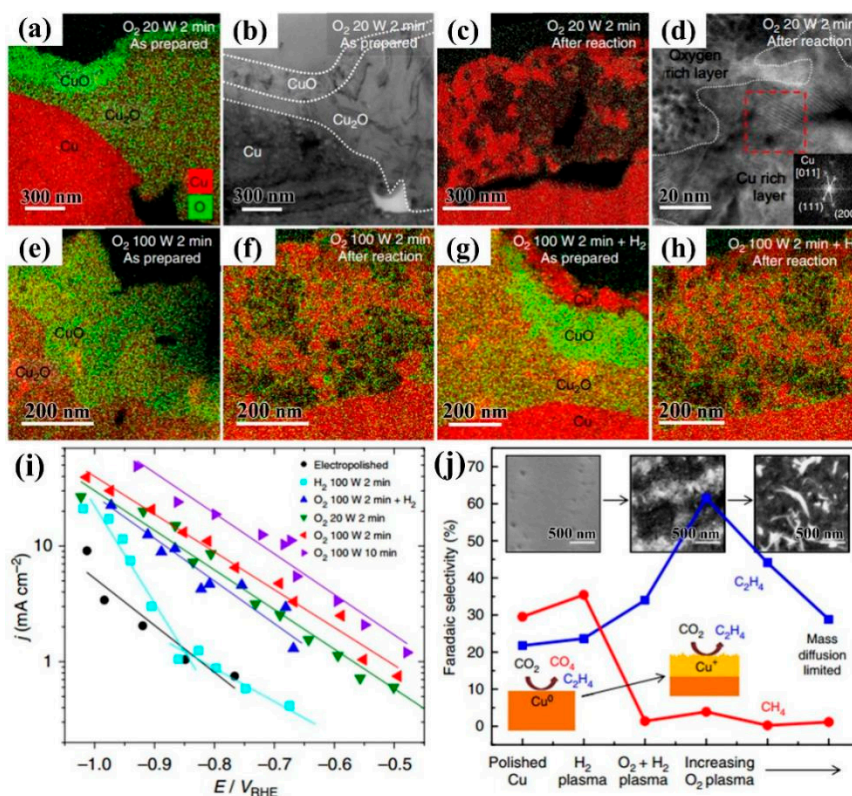 (a)
O₂ 20 W 2 min
As prepared
CuO
Cu₂O
Cu
Cu
O
300 nm
(b)
O₂ 20 W 2 min
As prepared
CuO
Cu₂O
Cu
300 nm
(c)
O₂ 20 W 2 min
After reaction
300 nm
(d)
O₂ 20 W 2 min
After reaction
Oxygen
rich layer
Cu rich
layer
20 nm
Cu
[011]
(111)
(200
(e)
O₂ 100 W 2 min
As prepared
CuO
Cu₂O
200 nm
(f)
O₂ 100 W 2 min
After reaction
200 nm
(g)
O₂ 100 W 2 min + H₂
As prepared
Cu
CuO
Cu₂O
Cu
200 nm
(h)
O₂ 100 W 2 min + H
After reaction
200 nm
(i)
Electropolished
H₂ 100 W 2 min
O₂ 100 W 2 min + H₂
O₂ 20 W 2 min
O₂ 100 W 2 min
O₂ 100 W 10 min
j (mA cm⁻²)
10
1
−1.0 −0.9 −0.8 −0.7 −0.6 −0.5
E / V_RHE
(j)
Faradaic selectivity (%)
70
60
50
40
30
20
10
0
500 nm
500 nm
500 nm
C₂H₄
CO₂ C₂H₄
Cu⁺
CO₂ CO₄
C₂H₄
Cu⁰
Mass
diffusion
limited
CH₄
Polished
Cu
H₂
plasma
O₂ + H₂
plasma
Increasing
O₂ plasma